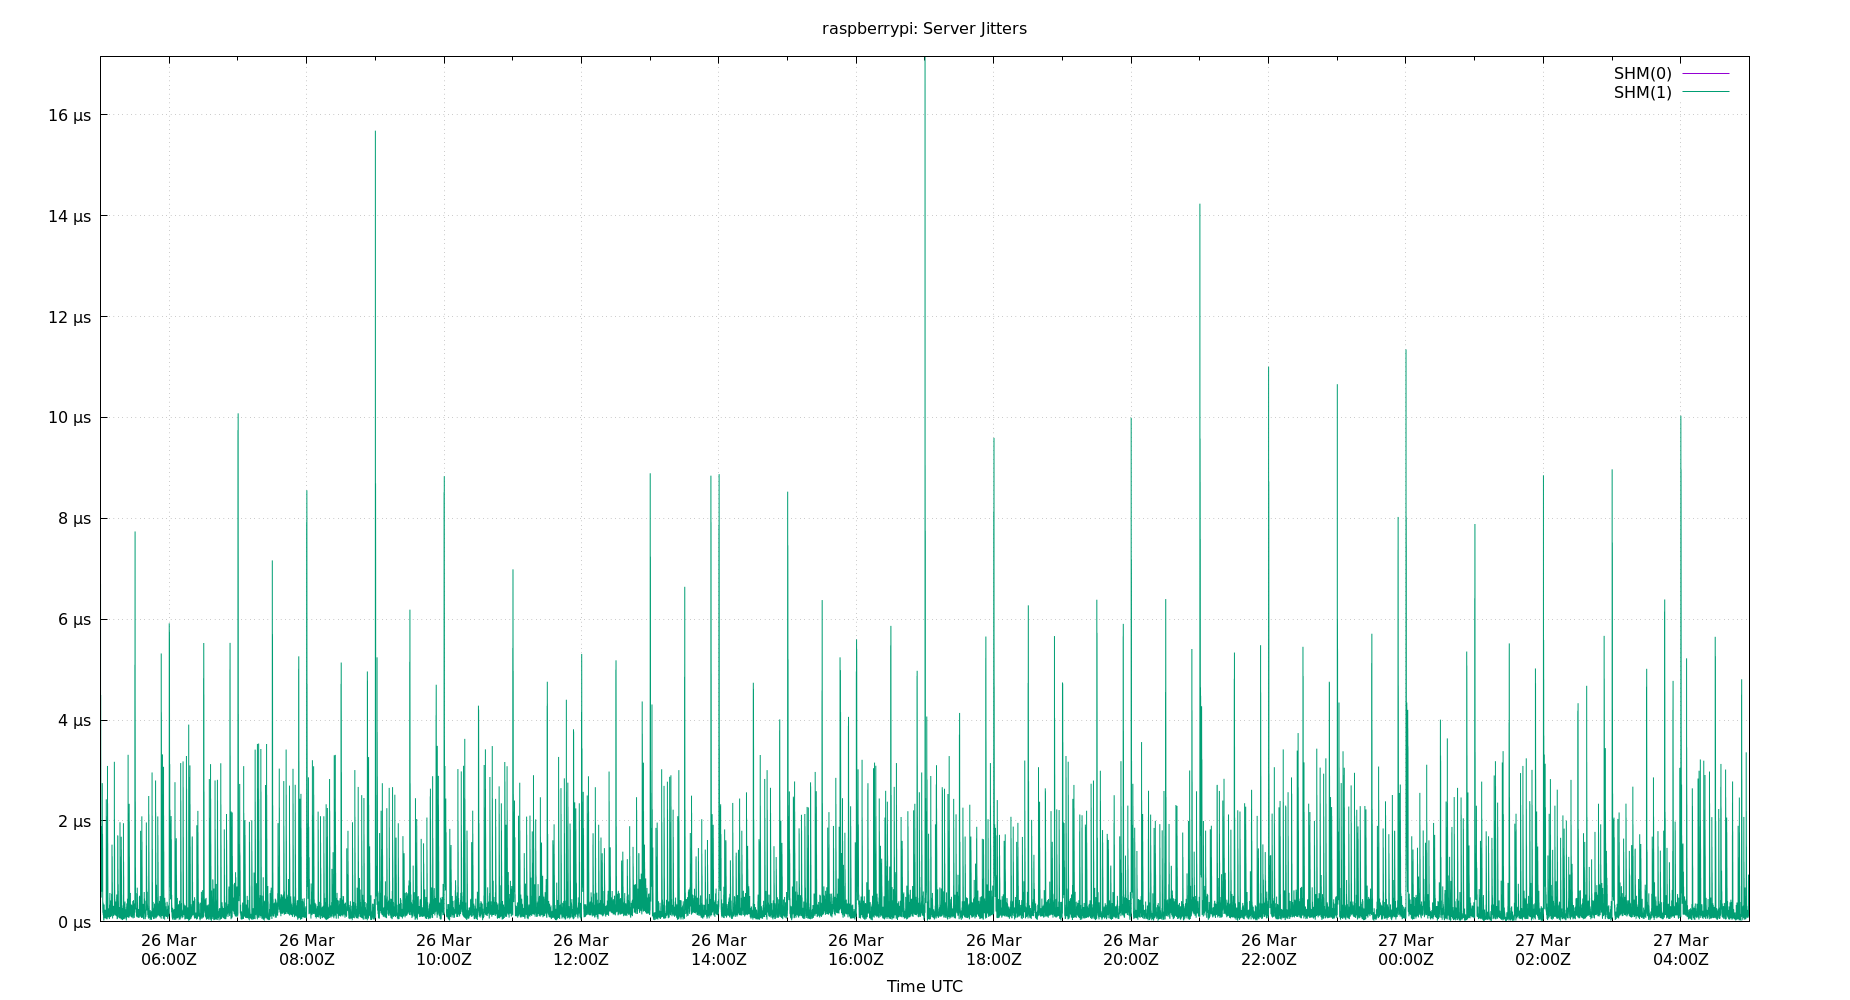 raspberrypi: Server Jitters
SHM(0)
SHM(1)
16 µs
14 µs
12 µs
10 µs
8 µs
6 µs
4 µs
2 µs
0 µs
26 Mar 26 Mar 26 Mar 26 Mar 26 Mar 26 Mar 26 Mar 26 Mar 26 Mar 27 Mar 27 Mar 27 Mar
06:00Z 08:00Z 10:00Z 12:00Z 14:00Z 16:00Z 18:00Z 20:00Z 22:00Z 00:00Z 02:00Z 04:00Z
Time UTC